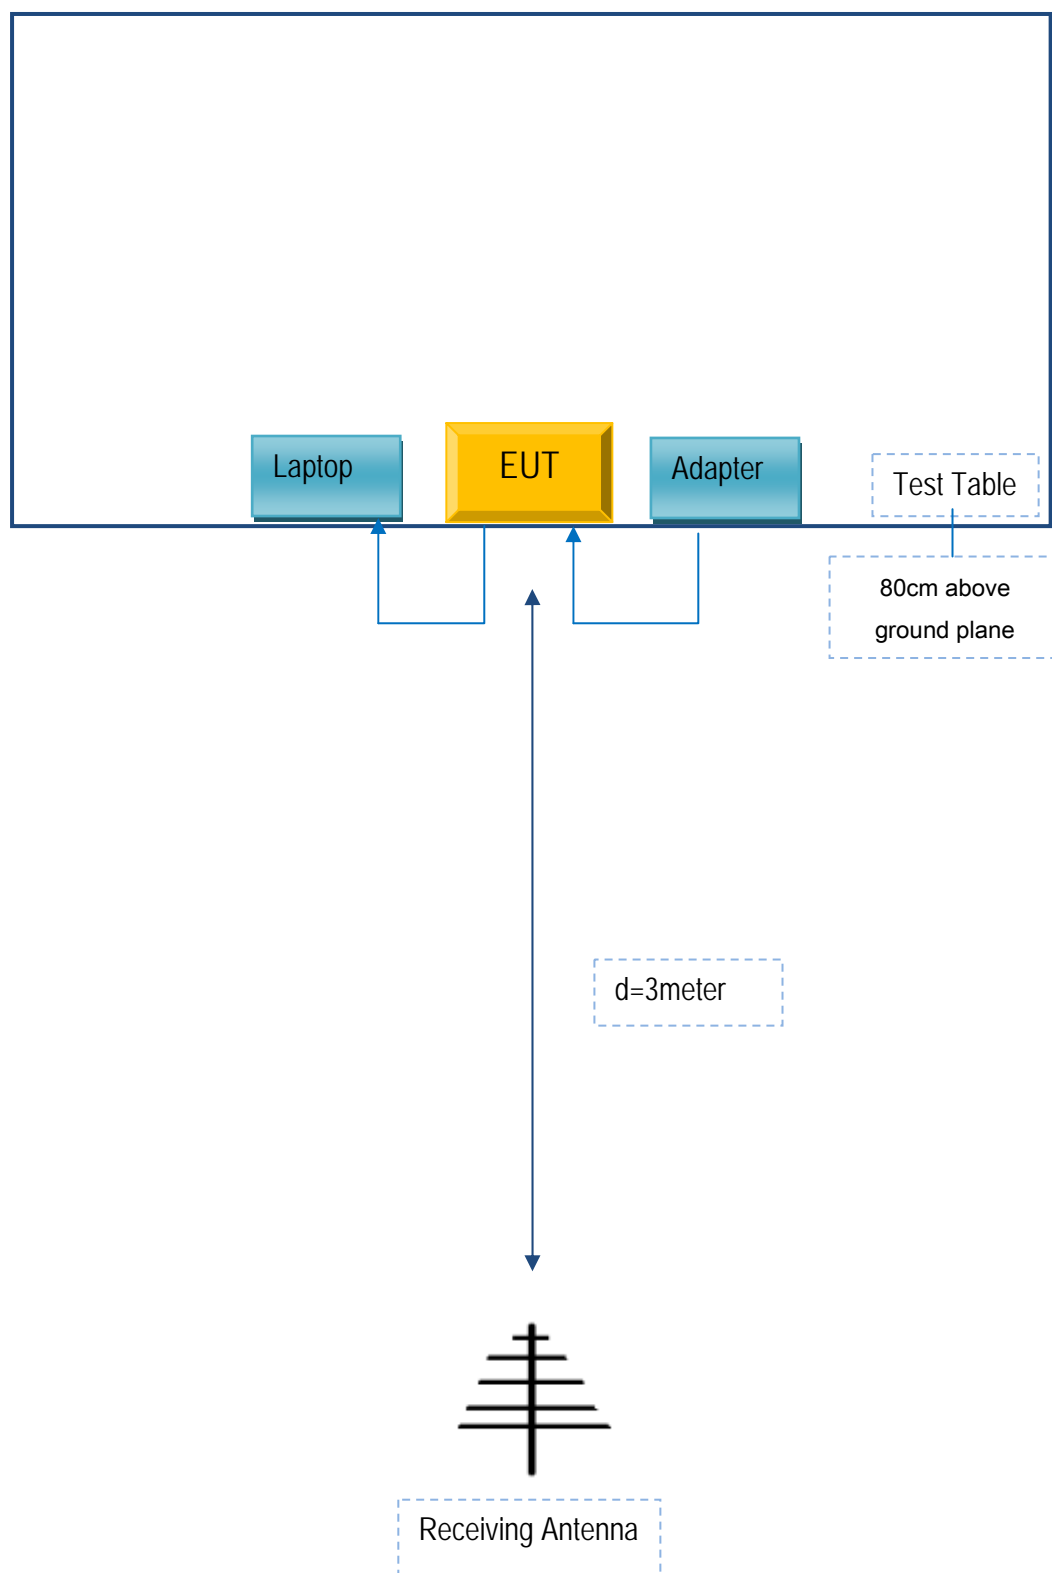 Laptop
EUT
Adapter
Test Table
80cm above
ground plane
d=3meter
Receiving Antenna